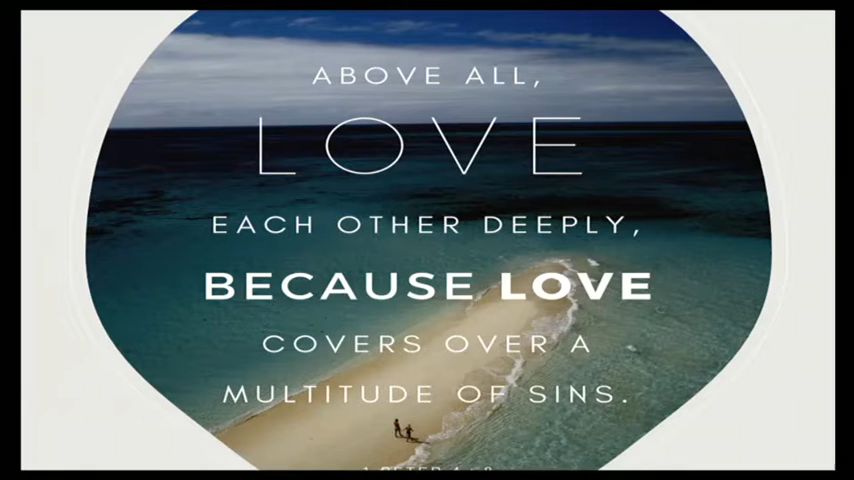 ABOVE ALL,
LOVE
EACH OTHER DEEPLY,
BECAUSE LOVE
COVERS OVER A
MULTITUDE OF SINS.